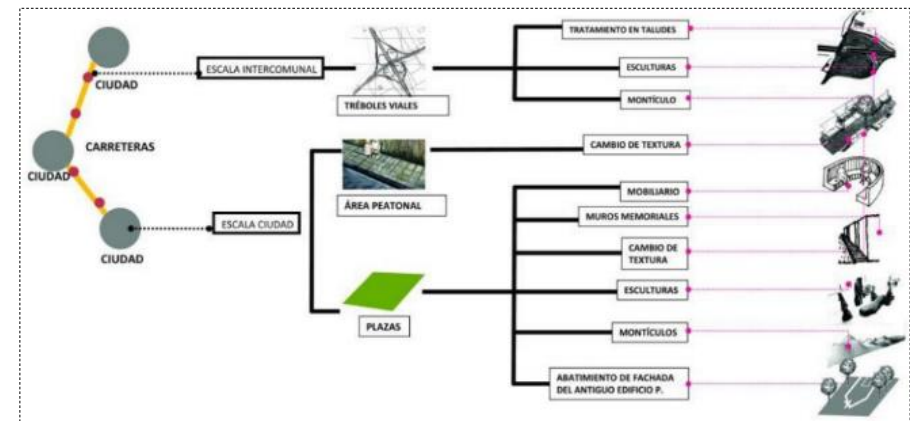 CIUDAD
CARRETERAS
CIUDAD
CIUDAD
ESCALA INTERCOMUNAL
ESCALA CIUDAD
TRÉBOLES VIALES
ÁREA PEATONAL
PLAZAS
TRATAMIENTO EN TALUDES
ESCULTURAS
MONTÍCULO
CAMBIO DE TEXTURA
MOBILIARIO
MUROS MEMORIALES
CAMBIO DE
TEXTURA
ESCULTURAS
MONTÍCULOS
ABATIMIENTO DE FACHADA
DEL ANTIGUO EDIFICIO P.